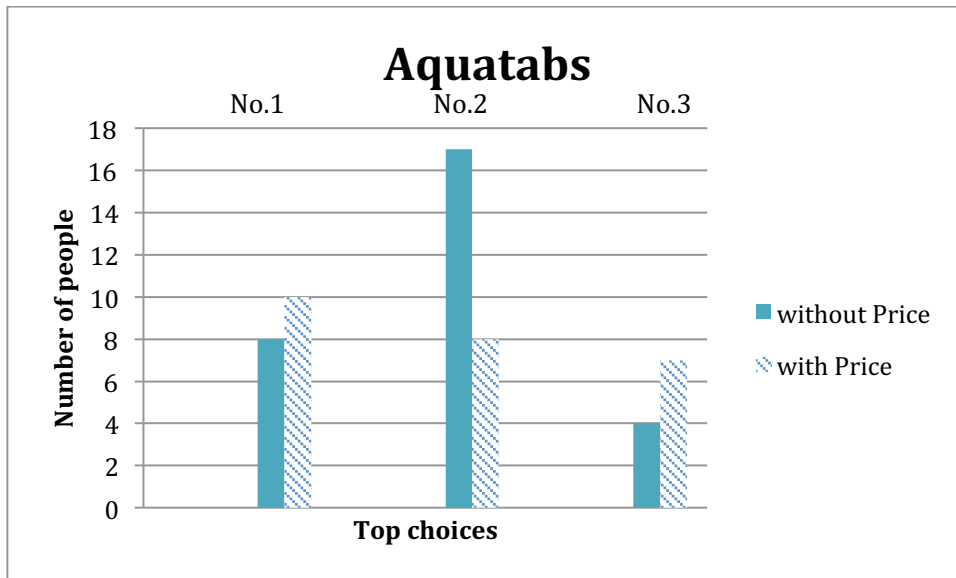 Aquatabs
No.1 No.2 No.3
18
16
14
12
10
8
6
4
2
0
Number of people
Top choices
without Price
with Price